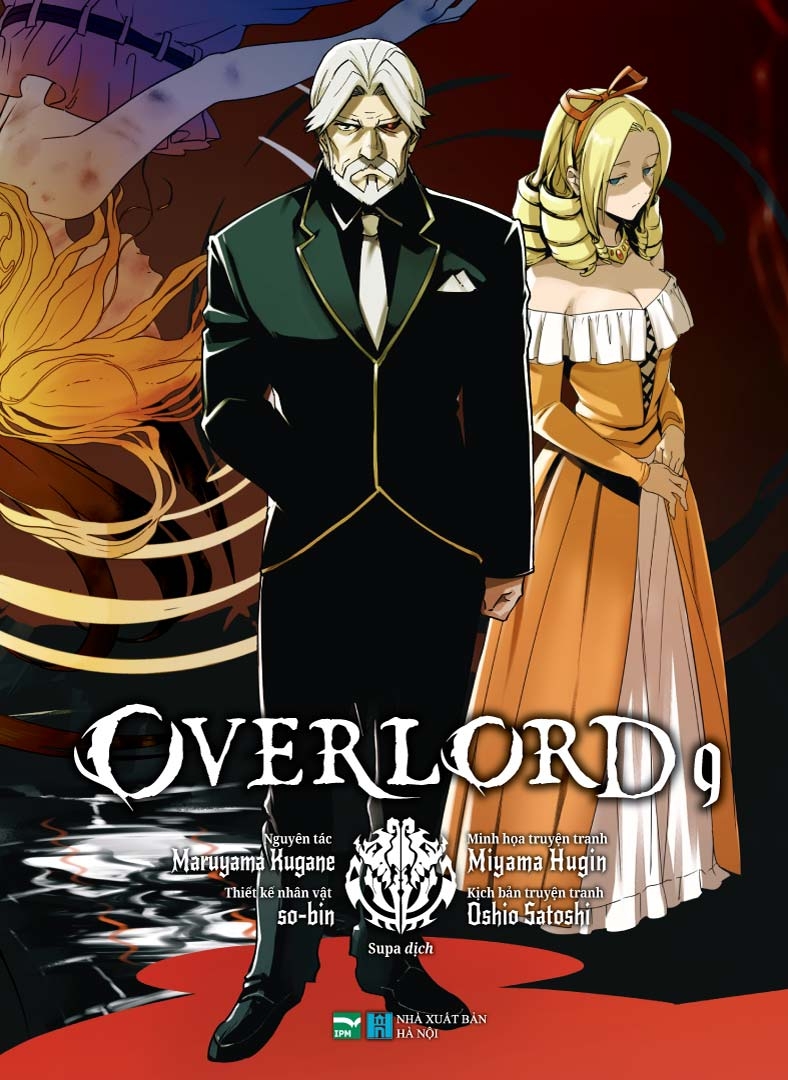 OVERLORD 9
Nguyên tác
Maruyama Kugane
Thiết kế nhân vật
so-bin
Minh họa truyện tranh
Miyama Hugin
Kịch bản truyện tranh
Oshio Satoshi
Supa dịch
IPM
NHÀ XUẤT BẢN
HÀ NỘI